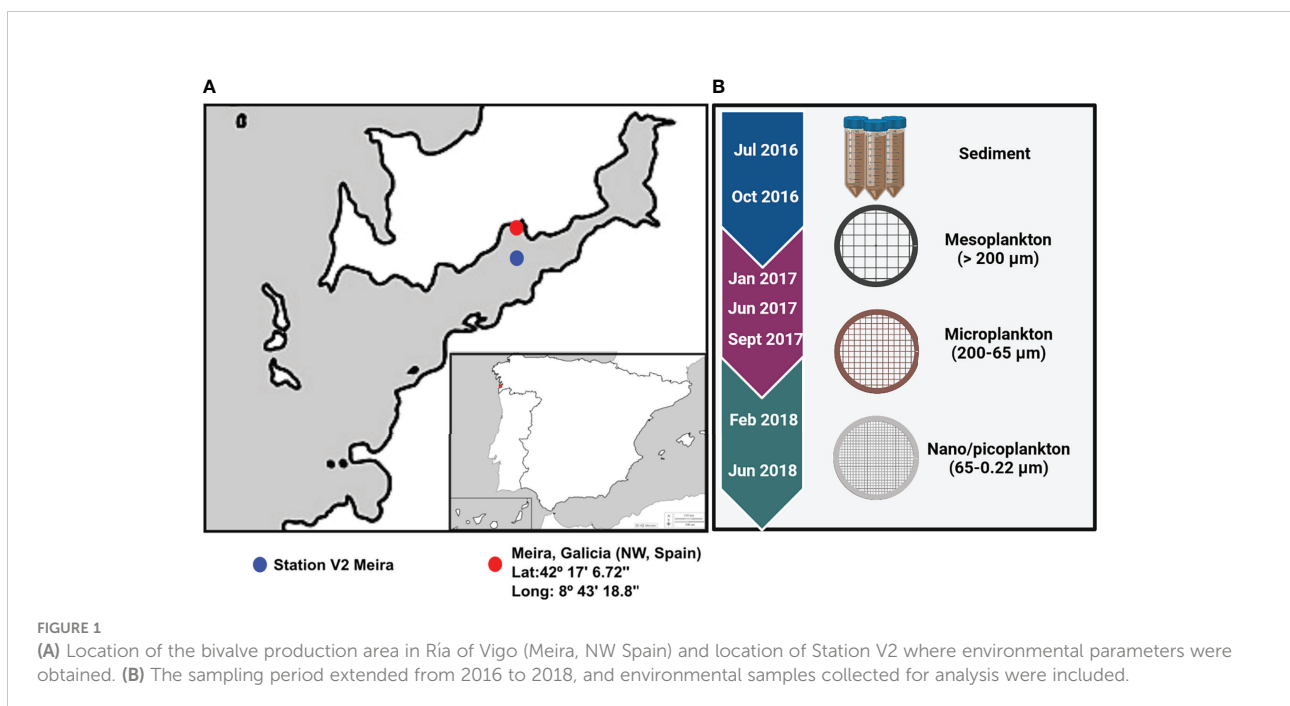 A
B
Jul 2016
Oct 2016
Jan 2017
Jun 2017
Sept 2017
Feb 2018
Jun 2018
Sediment
Mesoplankton
(> 200 µm)
Microplankton
(200-65 µm)
Nano/picoplankton
(65-0.22 µm)
Station V2 Meira
Meira, Galicia (NW, Spain)
Lat:42º 17' 6.72''
Long: 8º 43' 18.8"
FIGURE 1
(A) Location of the bivalve production area in Ría of Vigo (Meira, NW Spain) and location of Station V2 where environmental parameters were
obtained. (B) The sampling period extended from 2016 to 2018, and environmental samples collected for analysis were included.